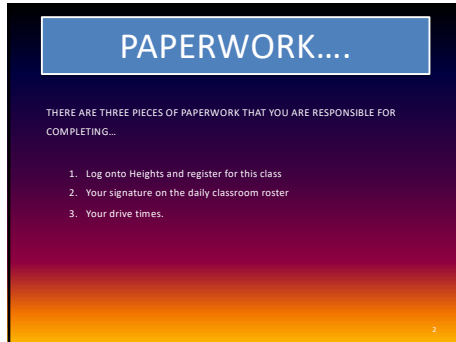 PAPERWORK….
THERE ARE THREE PIECES OF PAPERWORK THAT YOU ARE RESPONSIBLE FOR
COMPLETING…
1. Log onto Heights and register for this class
2. Your signature on the daily classroom roster
3. Your drive times.
2